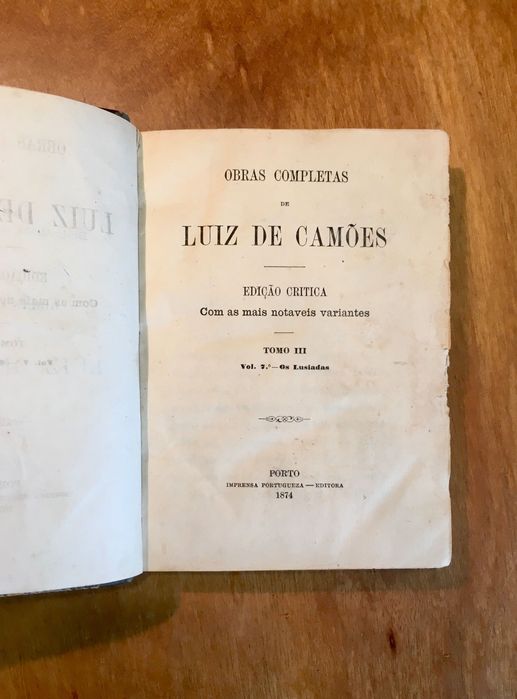 OBRAS COMPLETAS
DE
LUIZ DE CAMÕES
EDIÇÃO CRITICA
Com as mais notaveis variantes
TOMO III
Vol. 7.º—Os Lusiadas
PORTO
IMPRENSA PORTUGUEZA — EDITORA
1874